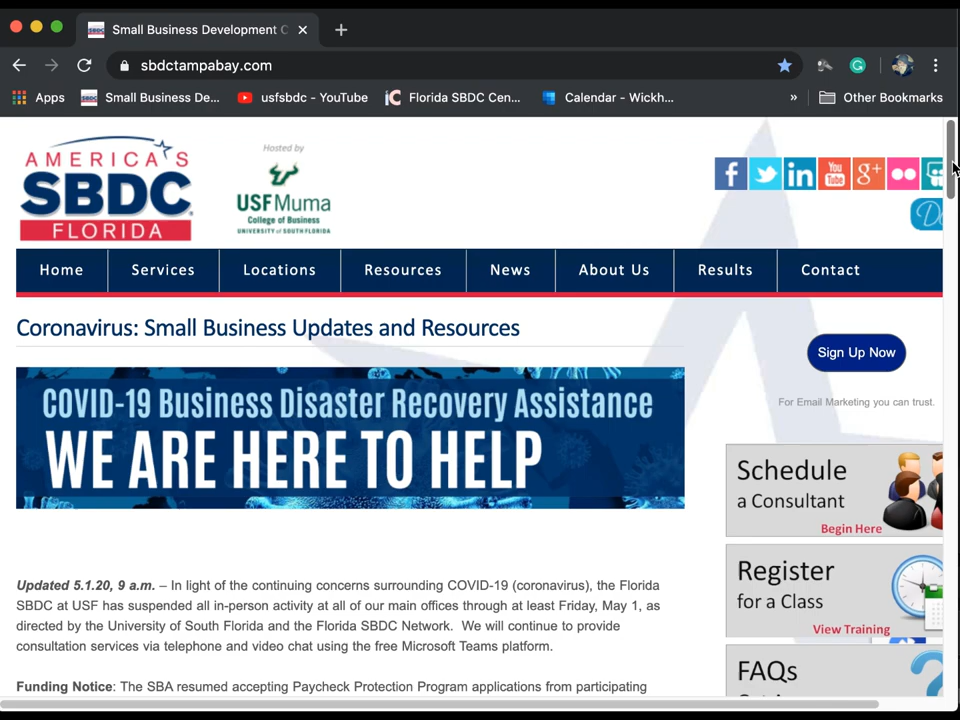 Small Business Development C
sbdctampabay.com
Apps
Small Business De...
usfsbdc - YouTube
Florida SBDC Cen...
Calendar - Wickh...
»
Other Bookmarks
AMERICA'S
SBDC
FLORIDA
Hosted by
USF Muma
College of Business
UNIVERSITY OF SOUTH FLORIDA
You
Tube
Home
Services
Locations
Resources
News
About Us
Results
Contact
Coronavirus: Small Business Updates and Resources
COVID-19 Business Disaster Recovery Assistance
WE ARE HERE TO HELP
Updated 5.1.20, 9 a.m. – In light of the continuing concerns surrounding COVID-19 (coronavirus), the Florida
SBDC at USF has suspended all in-person activity at all of our main offices through at least Friday, May 1, as
directed by the University of South Florida and the Florida SBDC Network.  We will continue to provide
consultation services via telephone and video chat using the free Microsoft Teams platform.
Funding Notice: The SBA resumed accepting Paycheck Protection Program applications from participating
Sign Up Now
For Email Marketing you can trust.
Schedule
a Consultant
Begin Here
Register
for a Class
View Training
FAQs